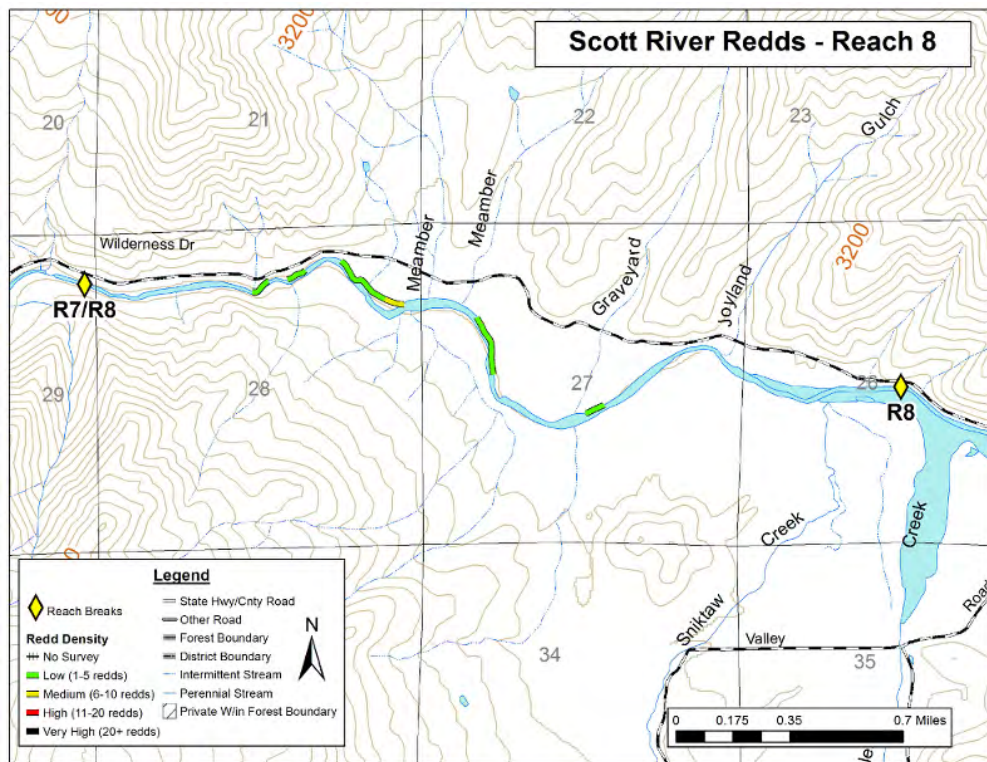 Scott River Redds - Reach 8
3200
20
21
22
23
Gulch
Meamber
Meamber
Wilderness Dr
3200
Graveyard
Joyland
R7/R8
29
28
27
26
R8
Creek
Creek
Sniktaw
Valley
Road
34
35
Legend
Reach Breaks
Redd Density
No Survey
Low (1-5 redds)
Medium (6-10 redds)
High (11-20 redds)
Very High (20+ redds)
State Hwy/Cnty Road
Other Road
Forest Boundary
District Boundary
Intermittent Stream
Perennial Stream
Private W/in Forest Boundary
N
0 0.175 0.35 0.7 Miles